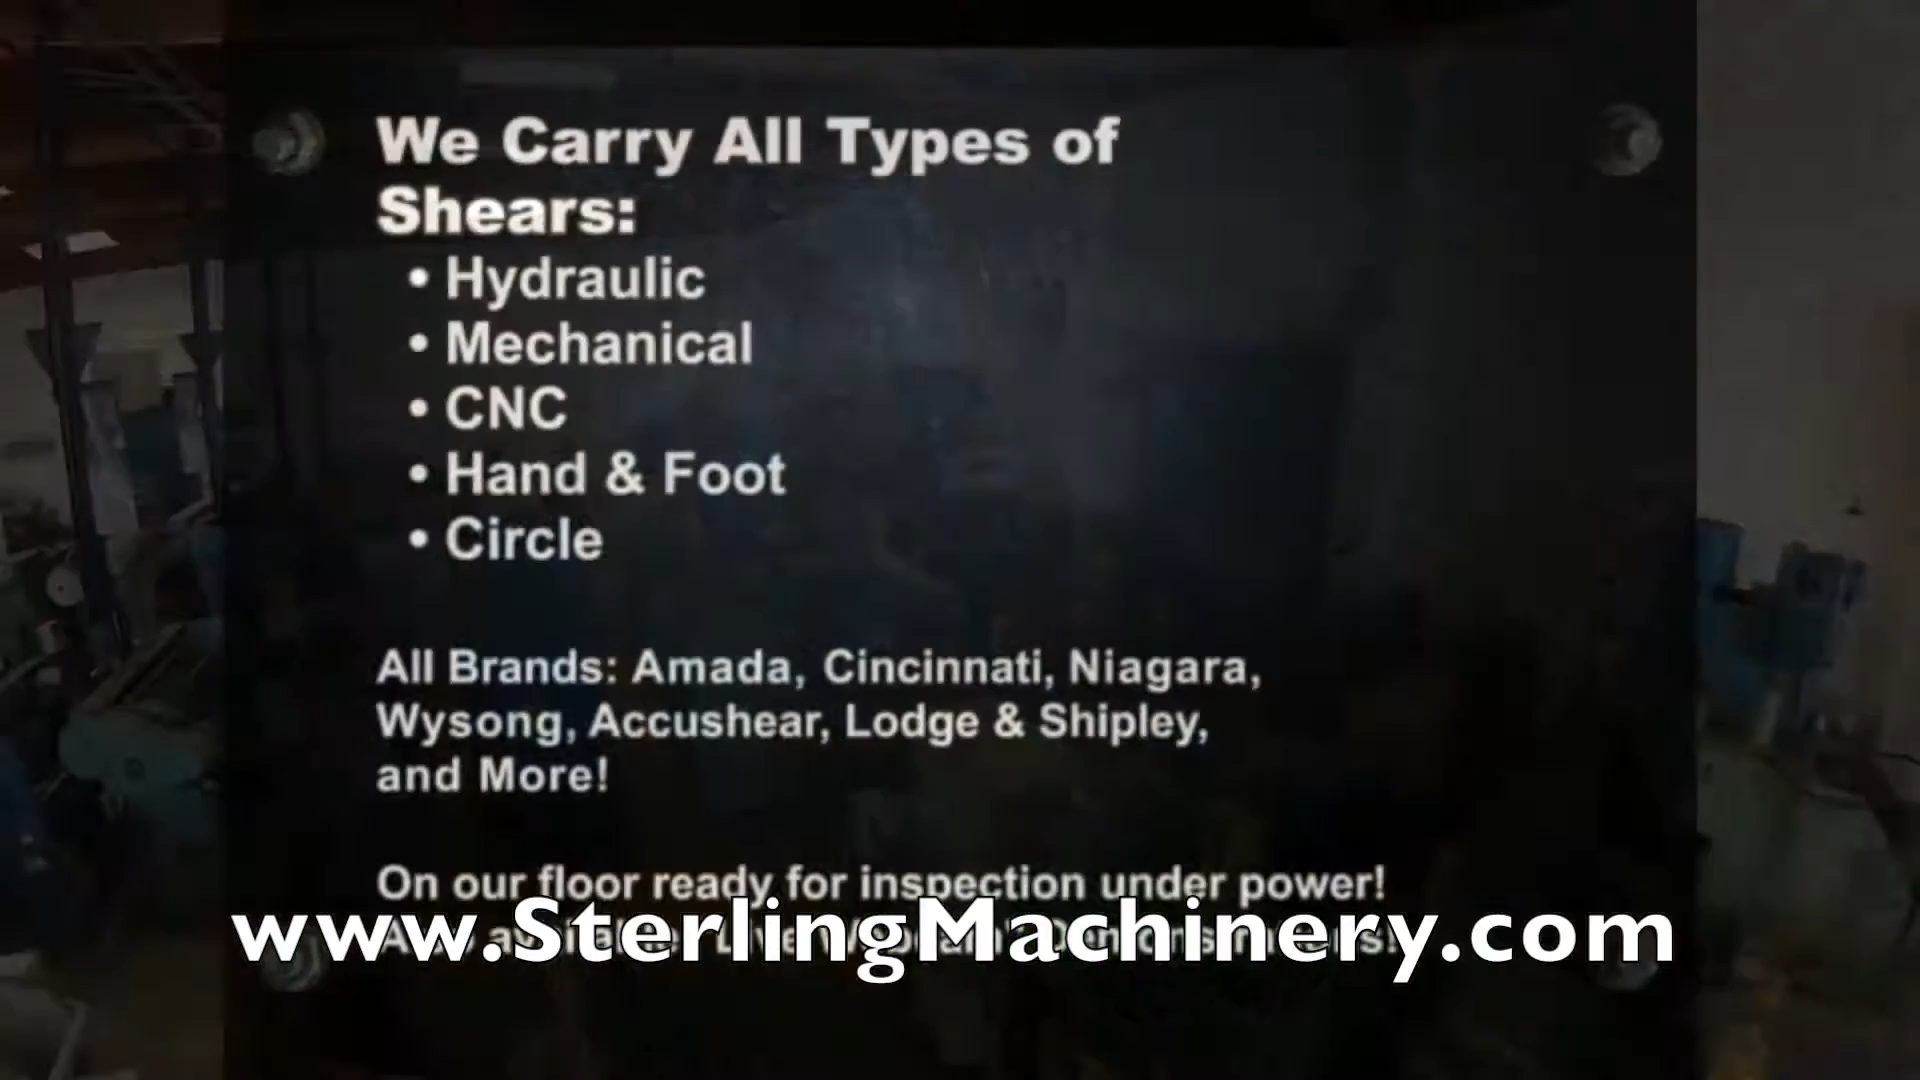 We Carry All Types of
Shears:
• Hydraulic
• Mechanical
• CNC
• Hand & Foot
• Circle
All Brands: Amada, Cincinnati, Niagara,
Wysong, Accushear, Lodge & Shipley,
and More!
On our floor ready for inspection under power!
www.SterlingMachinery.com